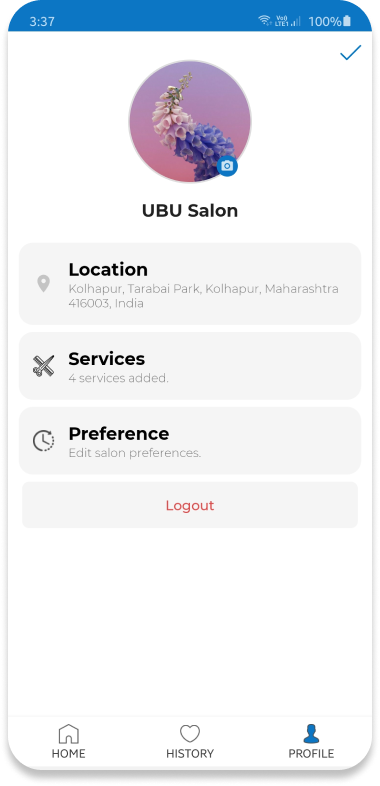 3:37
VoD
LTE1
100%
UBU Salon
Location
Kolhapur, Tarabai Park, Kolhapur, Maharashtra
416003, India
Services
4 services added.
Preference
Edit salon preferences.
Logout
HOME
HISTORY
PROFILE